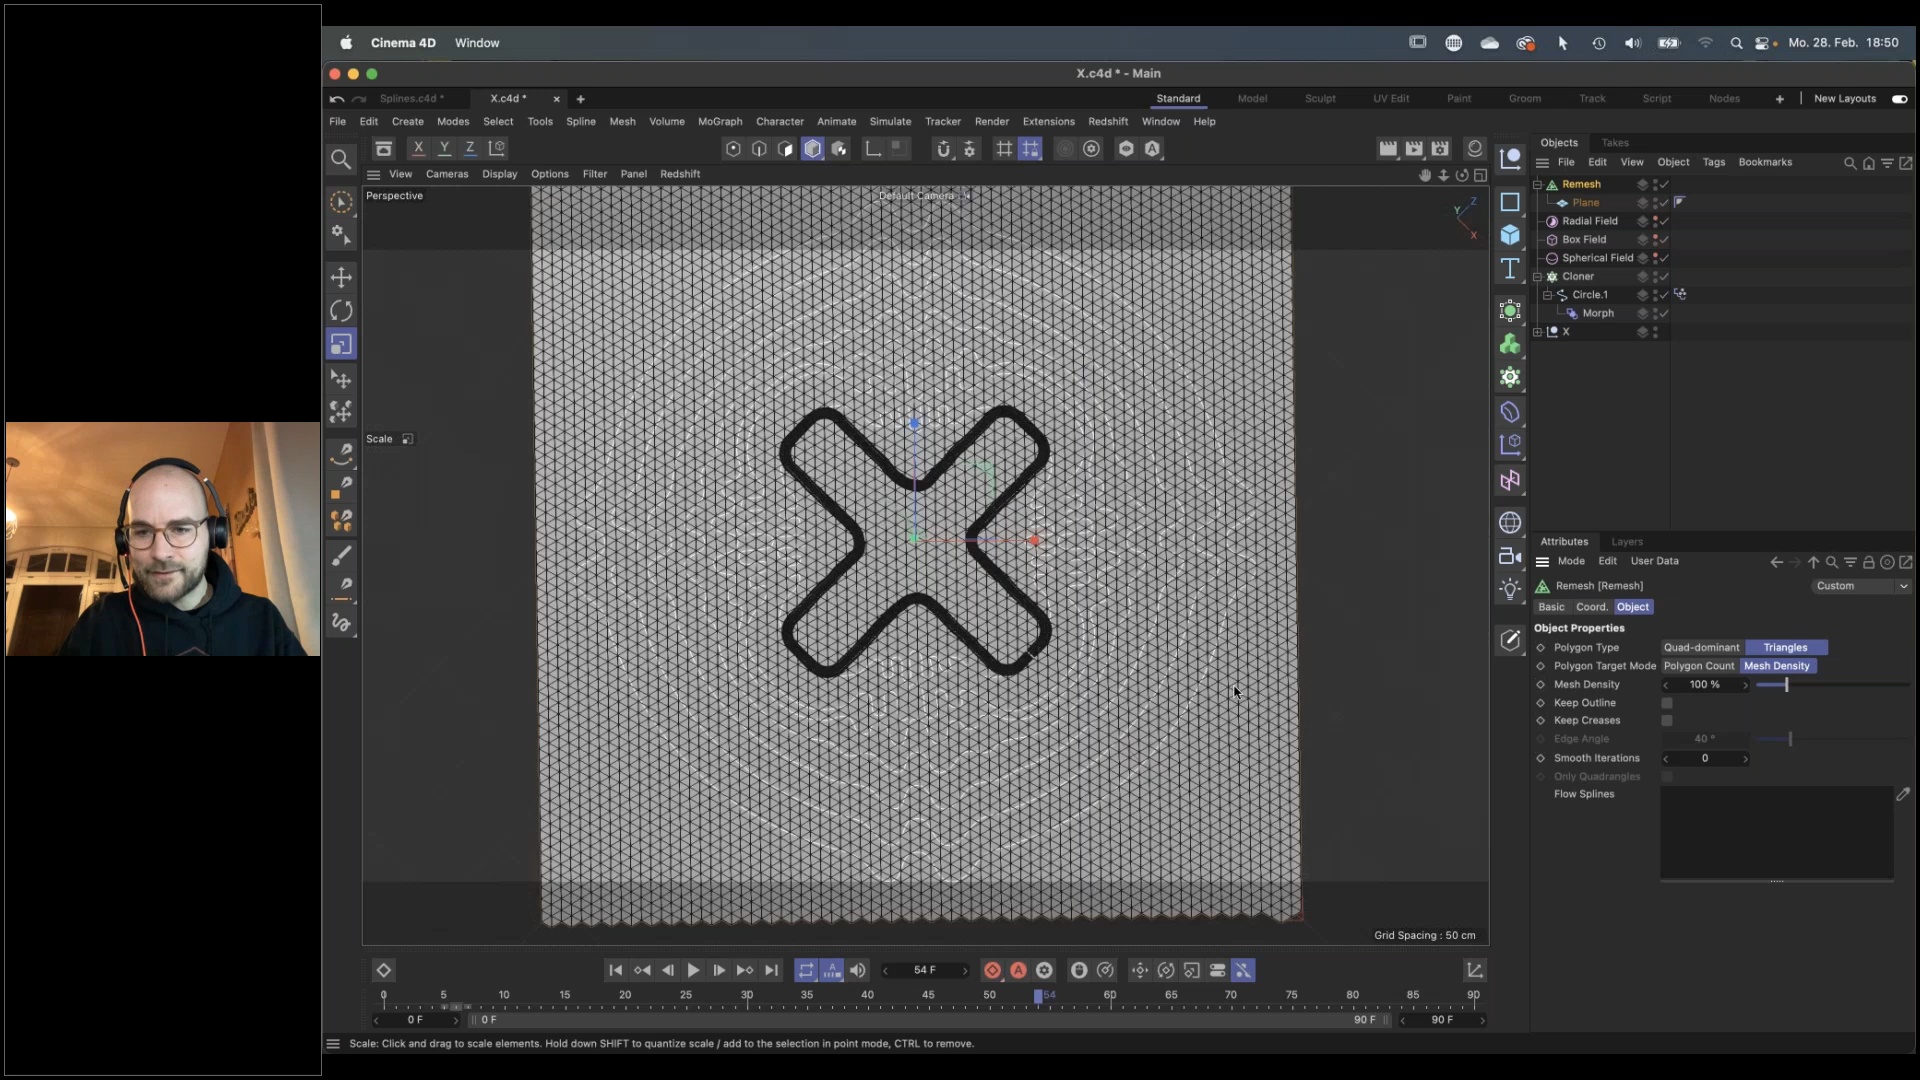 Cinema 4D Window
Mo. 28. Feb. 18:50
X.c4d * - Main
Splines.c4d * X.c4d *
Standard Model Sculpt UV Edit Paint Groom Track Script Nodes New Layouts
File Edit Create Modes Select Tools Spline Mesh Volume MoGraph Character Animate Simulate Tracker Render Extensions Redshift Window Help
X Y Z
View Cameras Display Options Filter Panel Redshift
Perspective
Default Camera
Y Z
X
Scale
Grid Spacing : 50 cm
Objects Takes
File Edit View Object Tags Bookmarks
Remesh
Plane
Radial Field
Box Field
Spherical Field
Cloner
Circle.1
Morph
X
Attributes Layers
Mode Edit User Data
Remesh [Remesh] Custom
Basic Coord. Object
Object Properties
Polygon Type Quad-dominant Triangles
Polygon Target Mode Polygon Count Mesh Density
Mesh Density 100 %
Keep Outline
Keep Creases
Edge Angle 40 °
Smooth Iterations 0
Only Quadrangles
Flow Splines
54 F
0 5 10 15 20 25 30 35 40 45 50 54 60 65 70 75 80 85 90
0 F 0 F 90 F 90 F
Scale: Click and drag to scale elements. Hold down SHIFT to quantize scale / add to the selection in point mode, CTRL to remove.